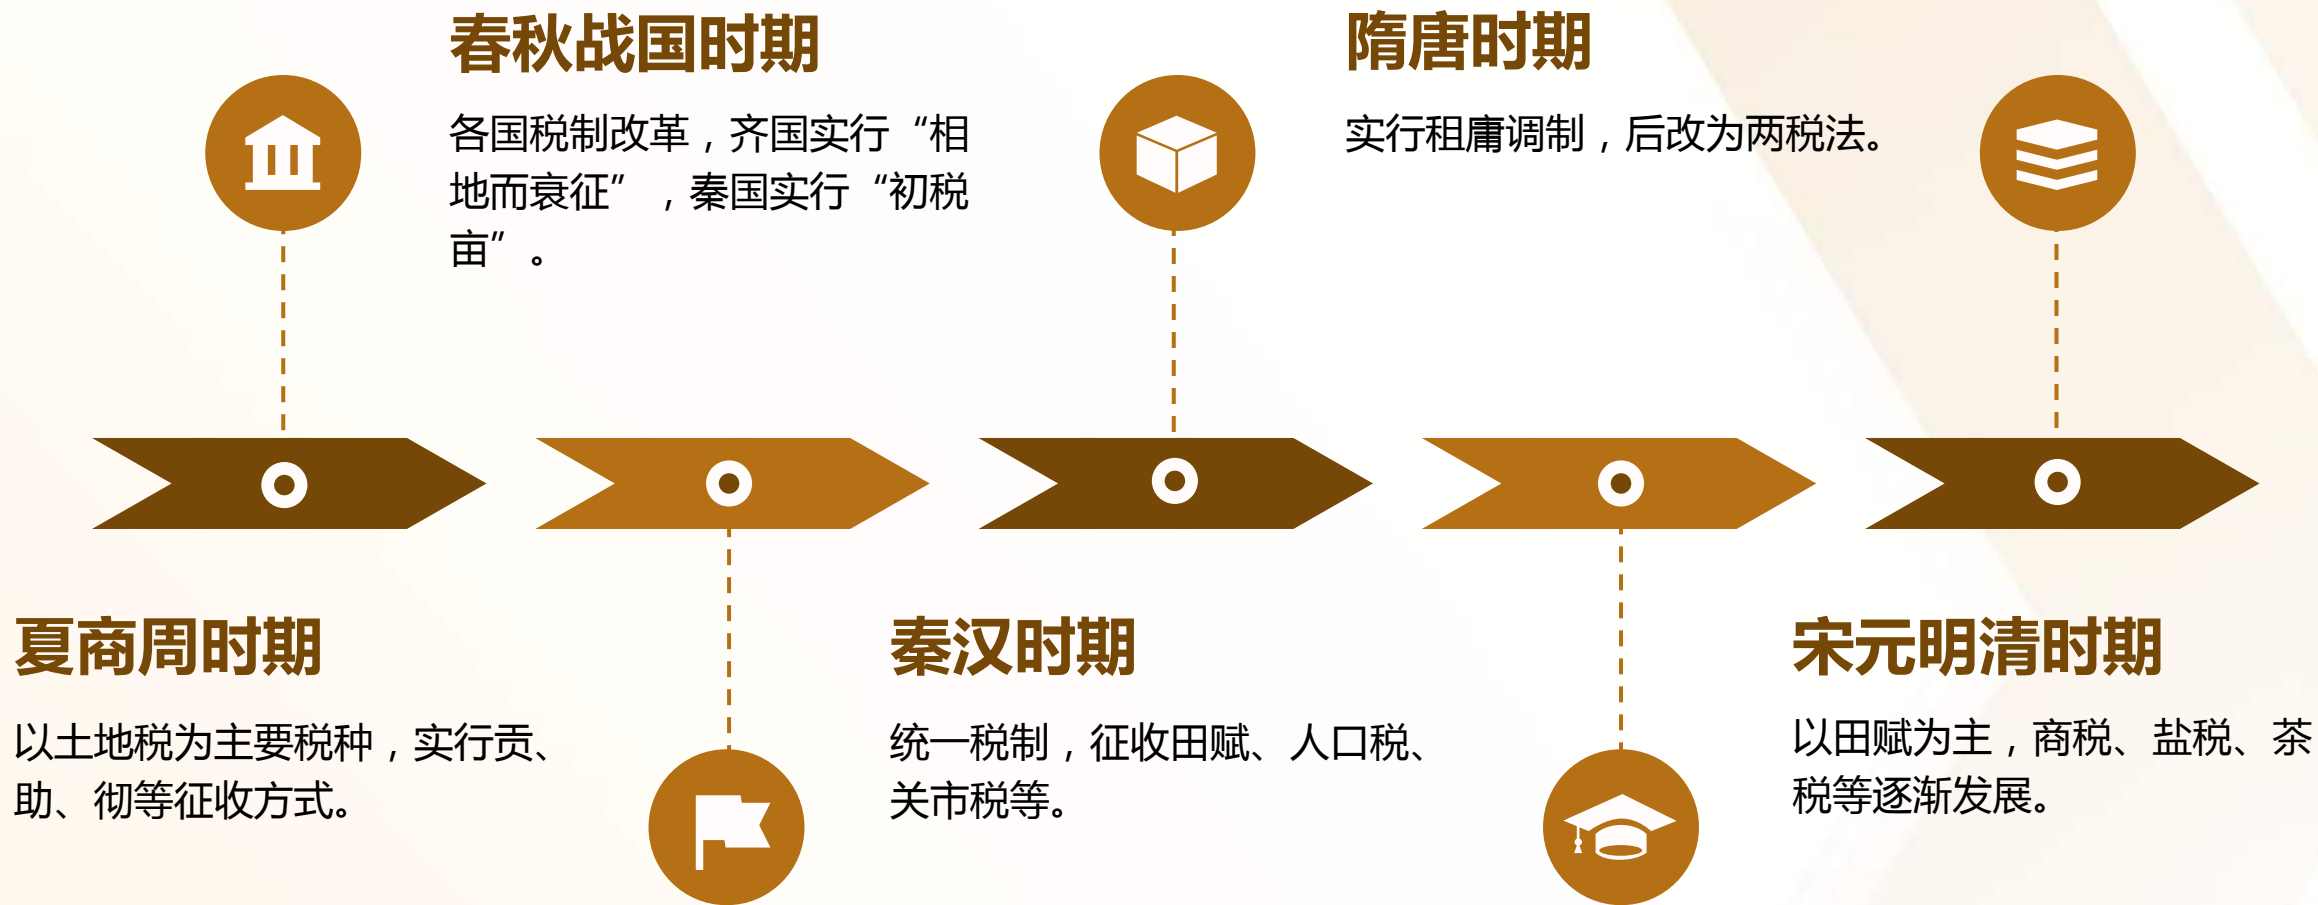 春秋战国时期
各国税制改革，齐国实行“相
地而衰征”，秦国实行“初税
亩”。
隋唐时期
实行租庸调制，后改为两税法。
夏商周时期
以土地税为主要税种，实行贡、
助、彻等征收方式。
秦汉时期
统一税制，征收田赋、人口税、
关市税等。
宋元明清时期
以田赋为主，商税、盐税、茶
税等逐渐发展。